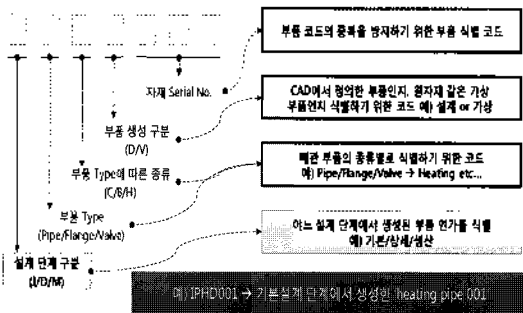 부품 코드의 중복을 방지하기 위한 부품 식별 코드
자재 Serial No.
CAD에서 정의한 부품인지, 원자재 같은 가상
부품인지 식별하기 위한 코드 예) 설계 or 가상
부품 생성 구분
(D/V)
배관 부품의 종류별로 식별하기 위한 코드
예) Pipe/Flange/Valve → Heating etc...
부품 Type에 따른 종류
(C/B/H)
부품 Type
(Pipe/Flange/Valve)
어느 설계 단계에서 생성된 부품 인가를 식별
예) 기본/상세/생산
설계 단계 구분
(I/D/M)
예) IPHD001 → 기본설계 단계에서 생성한 heating pipe 001